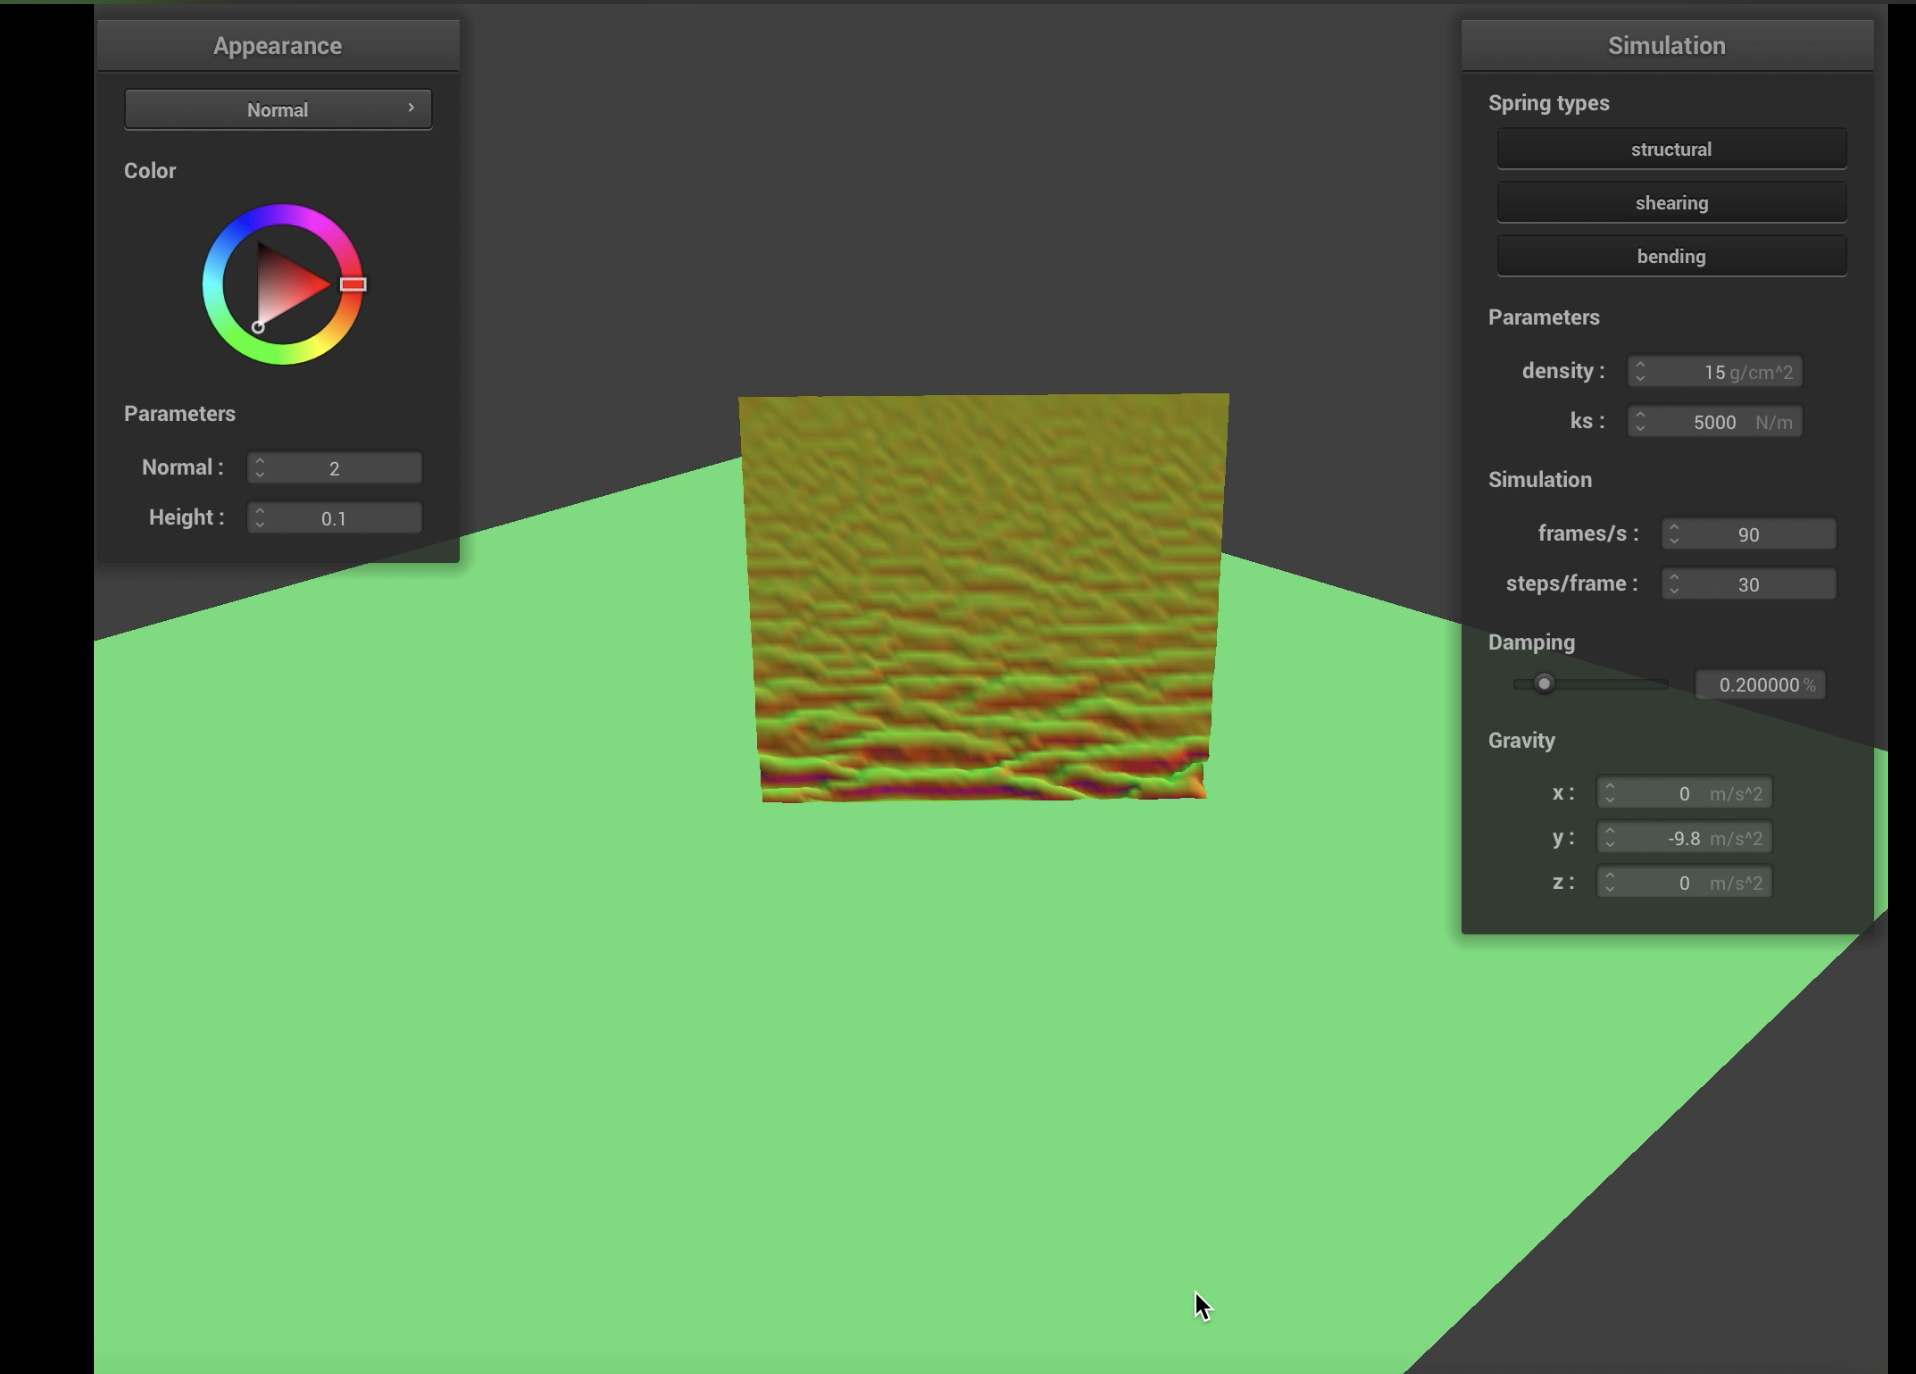 Appearance
Normal
Color
Parameters
Normal : 2
Height : 0.1
Simulation
Spring types
structural
shearing
bending
Parameters
density : 15 g/cm^2
ks : 5000 N/m
Simulation
frames/s : 90
steps/frame : 30
Damping
0.200000 %
Gravity
x : 0 m/s^2
y : -9.8 m/s^2
z : 0 m/s^2